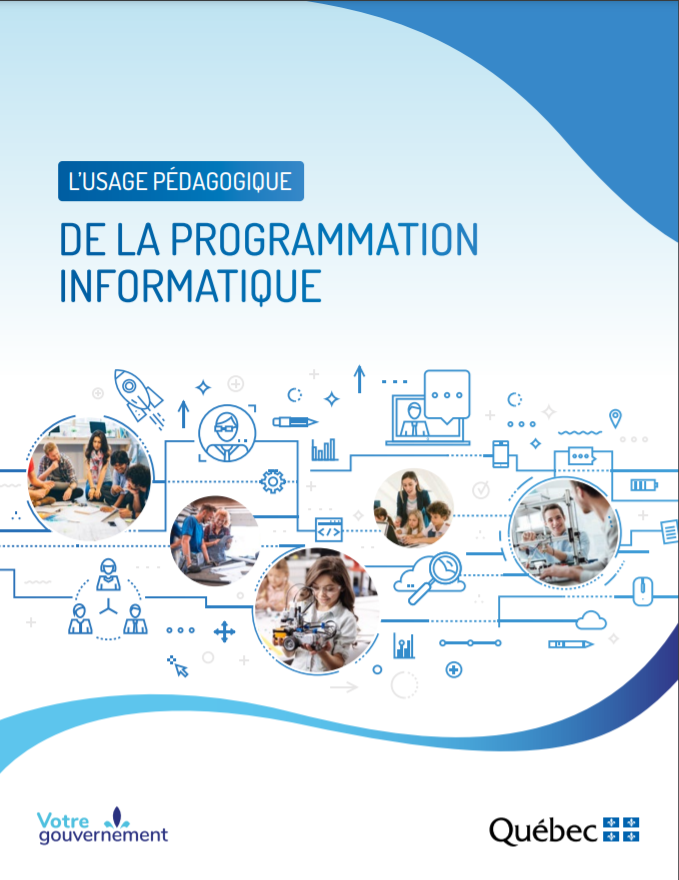 L'USAGE PÉDAGOGIQUE
DE LA PROGRAMMATION
INFORMATIQUE
</>
Votre
gouvernement
Québec